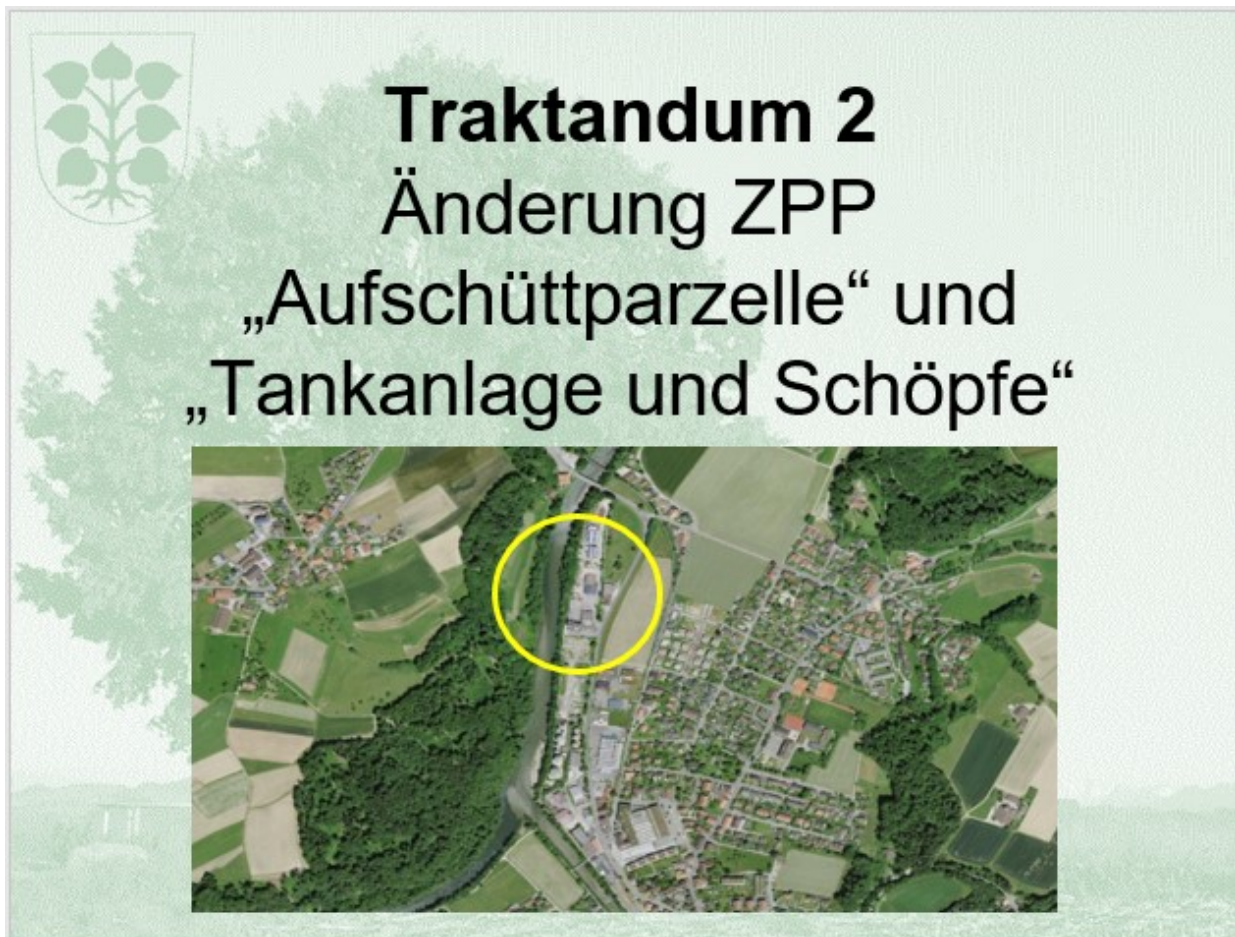 Traktandum 2
Änderung ZPP
„Aufschüttparzelle“ und
„Tankanlage und Schöpfe“